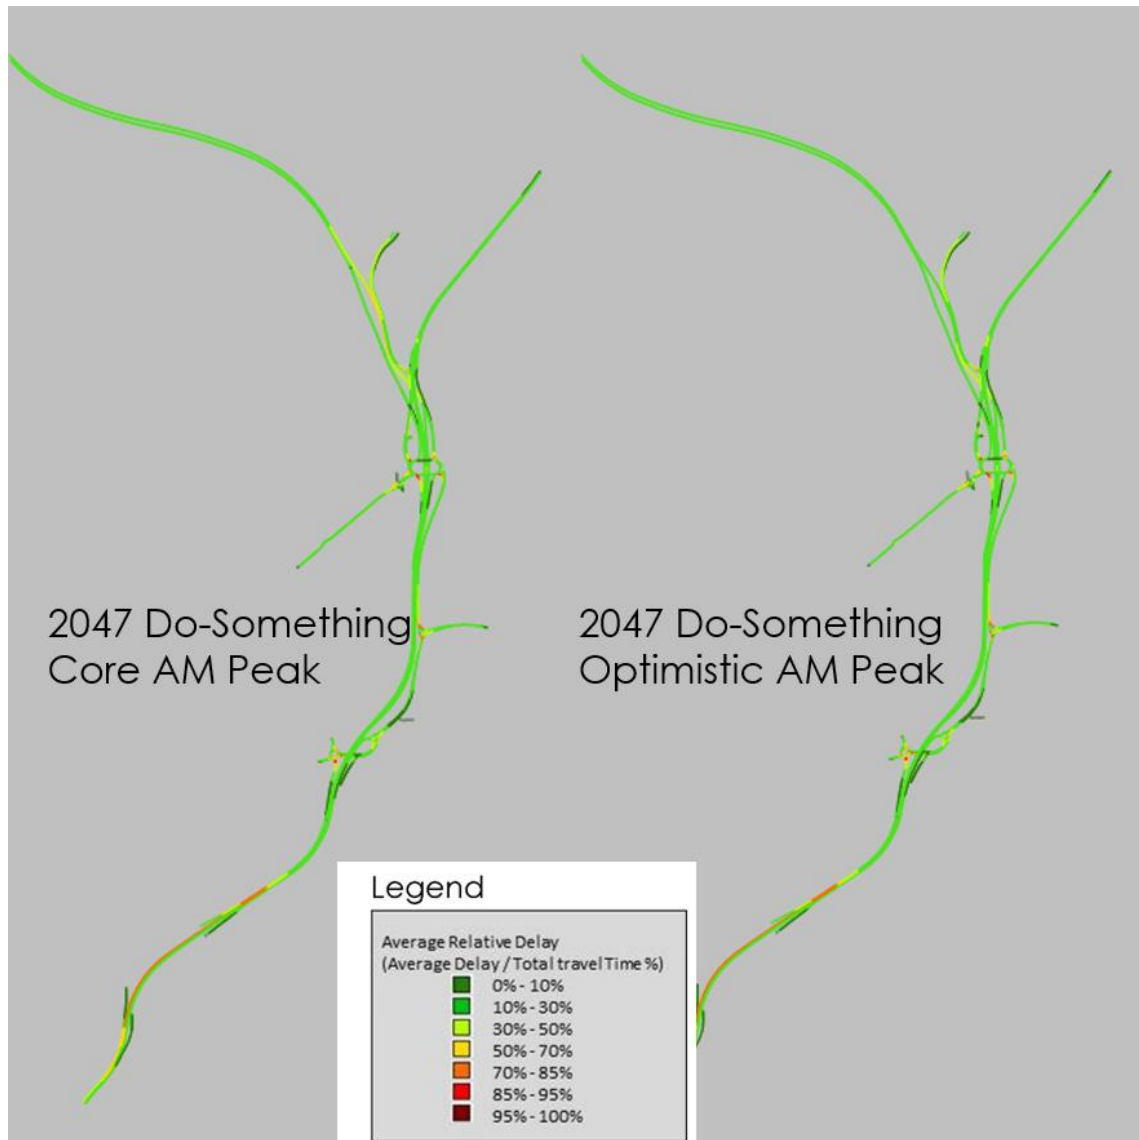 2047 Do-Something
Core AM Peak
2047 Do-Something
Optimistic AM Peak
Legend
Average Relative Delay
(Average Delay / Total travel Time %)
0% - 10%
10% - 30%
30% - 50%
50% - 70%
70% - 85%
85% - 95%
95% - 100%